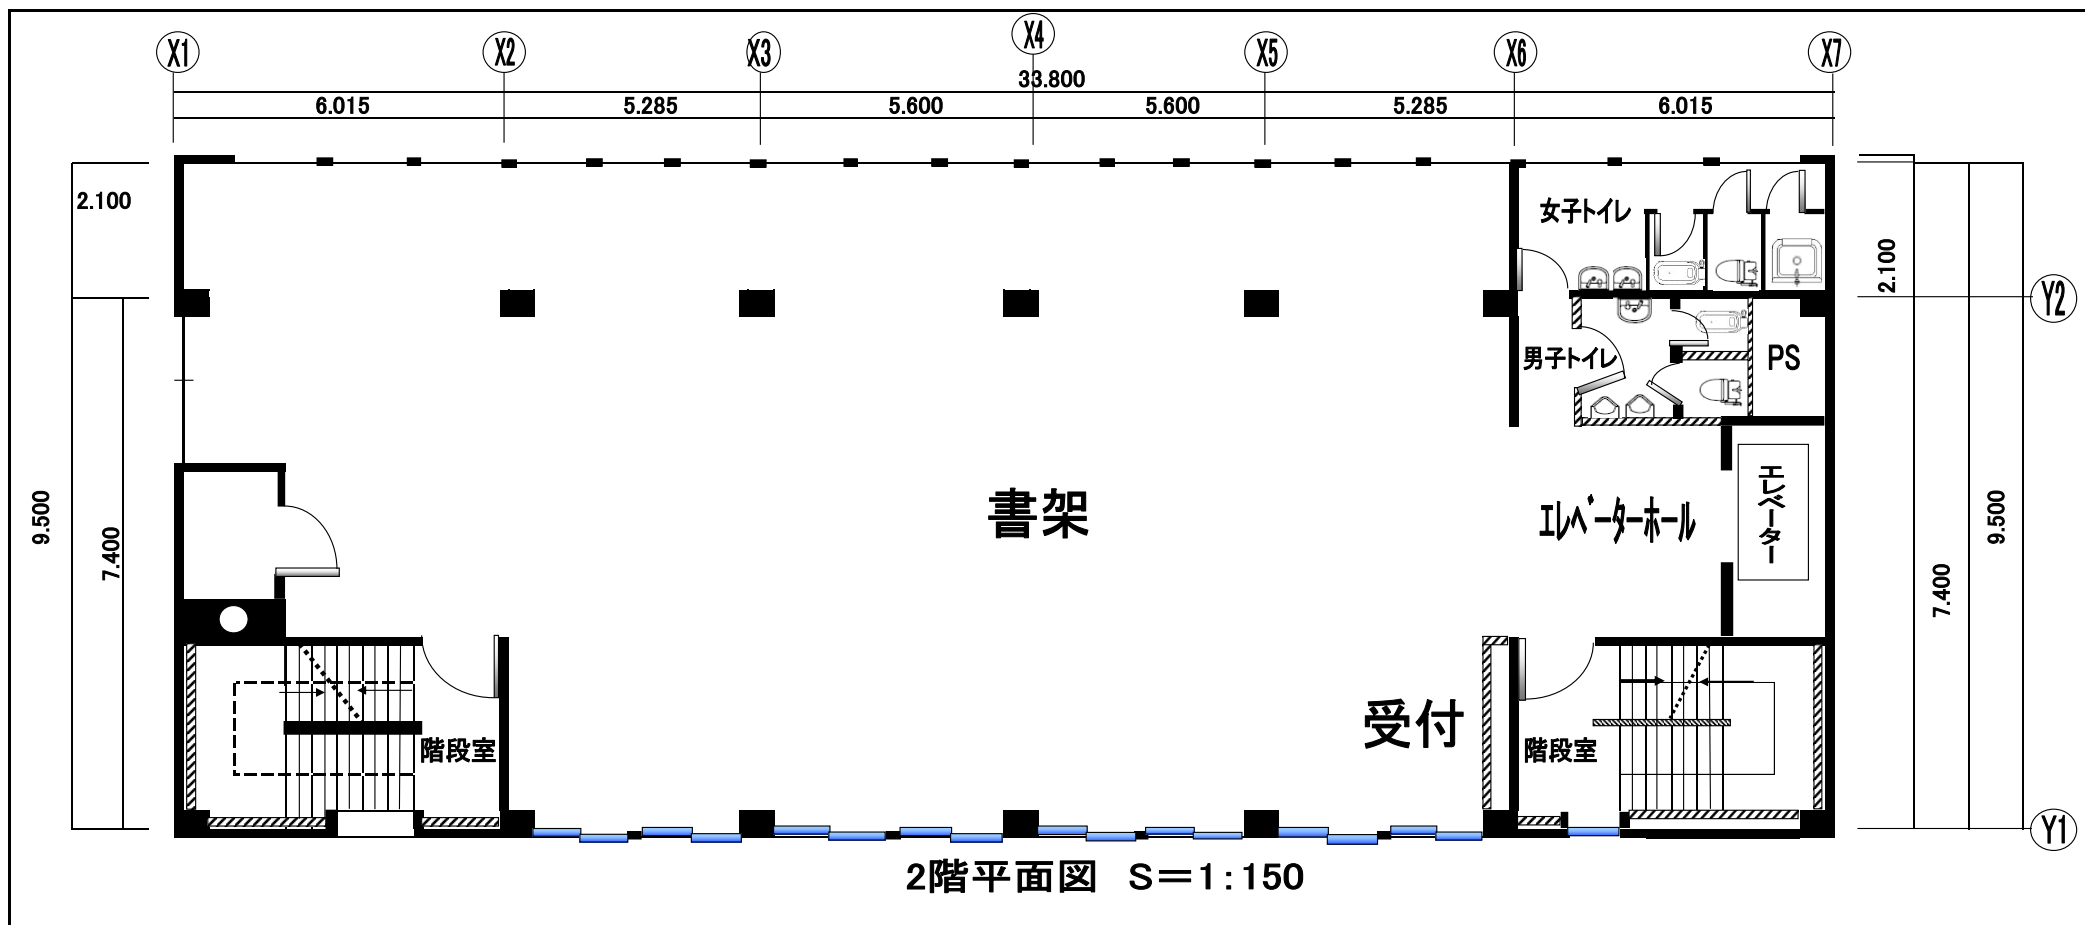 X1 X2 X3 X4 X5 X6 X7
33.800
6.015 5.285 5.600 5.600 5.285 6.015
2.100
女子トイレ
2.100
Y2
男子トイレ
PS
9.500
7.400
書架
エレベーターホール
エレベーター
7.400
9.500
受付
階段室
階段室
Y1
2階平面図 S=1:150